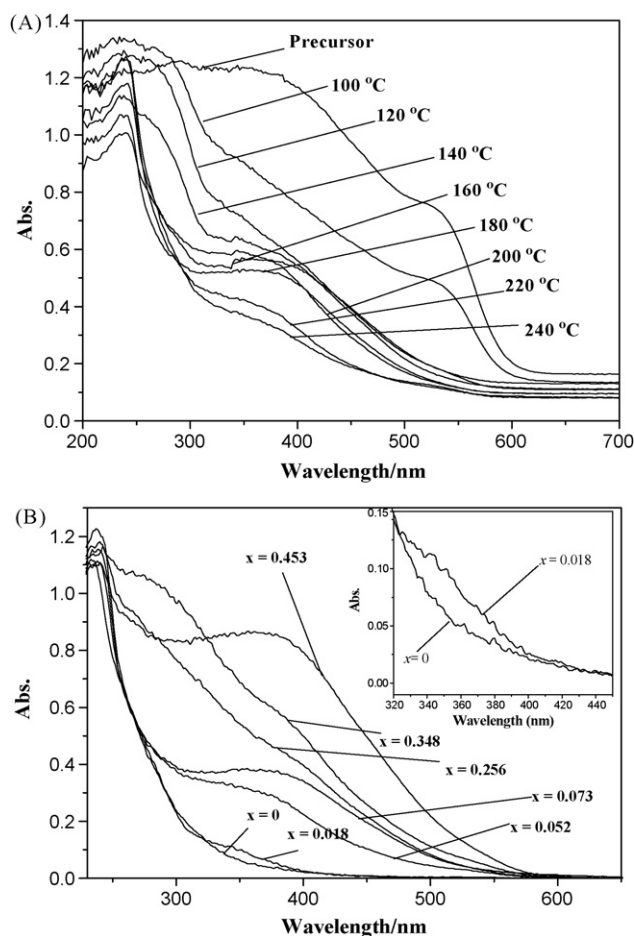 (A)
1.4
1.2
1.0
0.8
0.6
0.4
0.2
0.0
Abs.
Precursor
100 °C
120 °C
140 °C
160 °C
180 °C
200 °C
220 °C
240 °C
200 300 400 500 600 700
Wavelength/nm
(B)
1.2
1.0
0.8
0.6
0.4
0.2
0.0
Abs.
x = 0.453
x = 0.348
x = 0.256
x = 0.073
x = 0.052
x = 0
x = 0.018
300 400 500 600
Wavelength/nm
0.15
0.10
0.05
0.00
Abs.
x = 0.018
x = 0
320 340 360 380 400 420 440
Wavelength (nm)